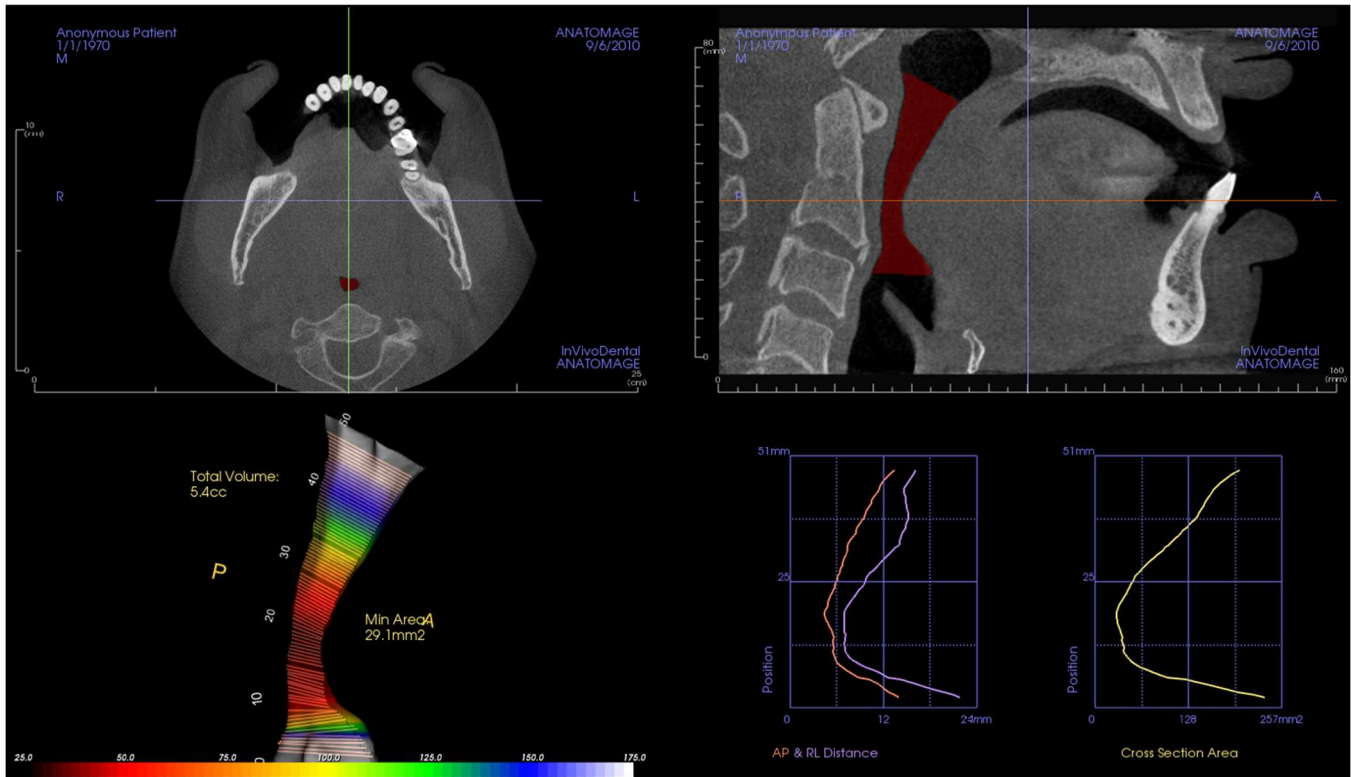 Anonymous Patient
1/1/1970
M
ANATOMAGE
9/6/2010
10
(cm)
R
L
0
InVivoDental
ANATOMAGE
0
25
(cm)
80
(mm)
Anonymous Patient
1/1/1970
M
ANATOMAGE
9/6/2010
P
A
0
InVivoDental
ANATOMAGE
0
160
(mm)
50
Total Volume:
5.4cc
40
P
30
20
Min Area
A
29.1mm2
10
0
25.0
50.0
75.0
100.0
125.0
150.0
175.0
51mm
25
Position
0
12
24mm
AP & RL Distance
51mm
25
Position
0
128
257mm2
Cross Section Area